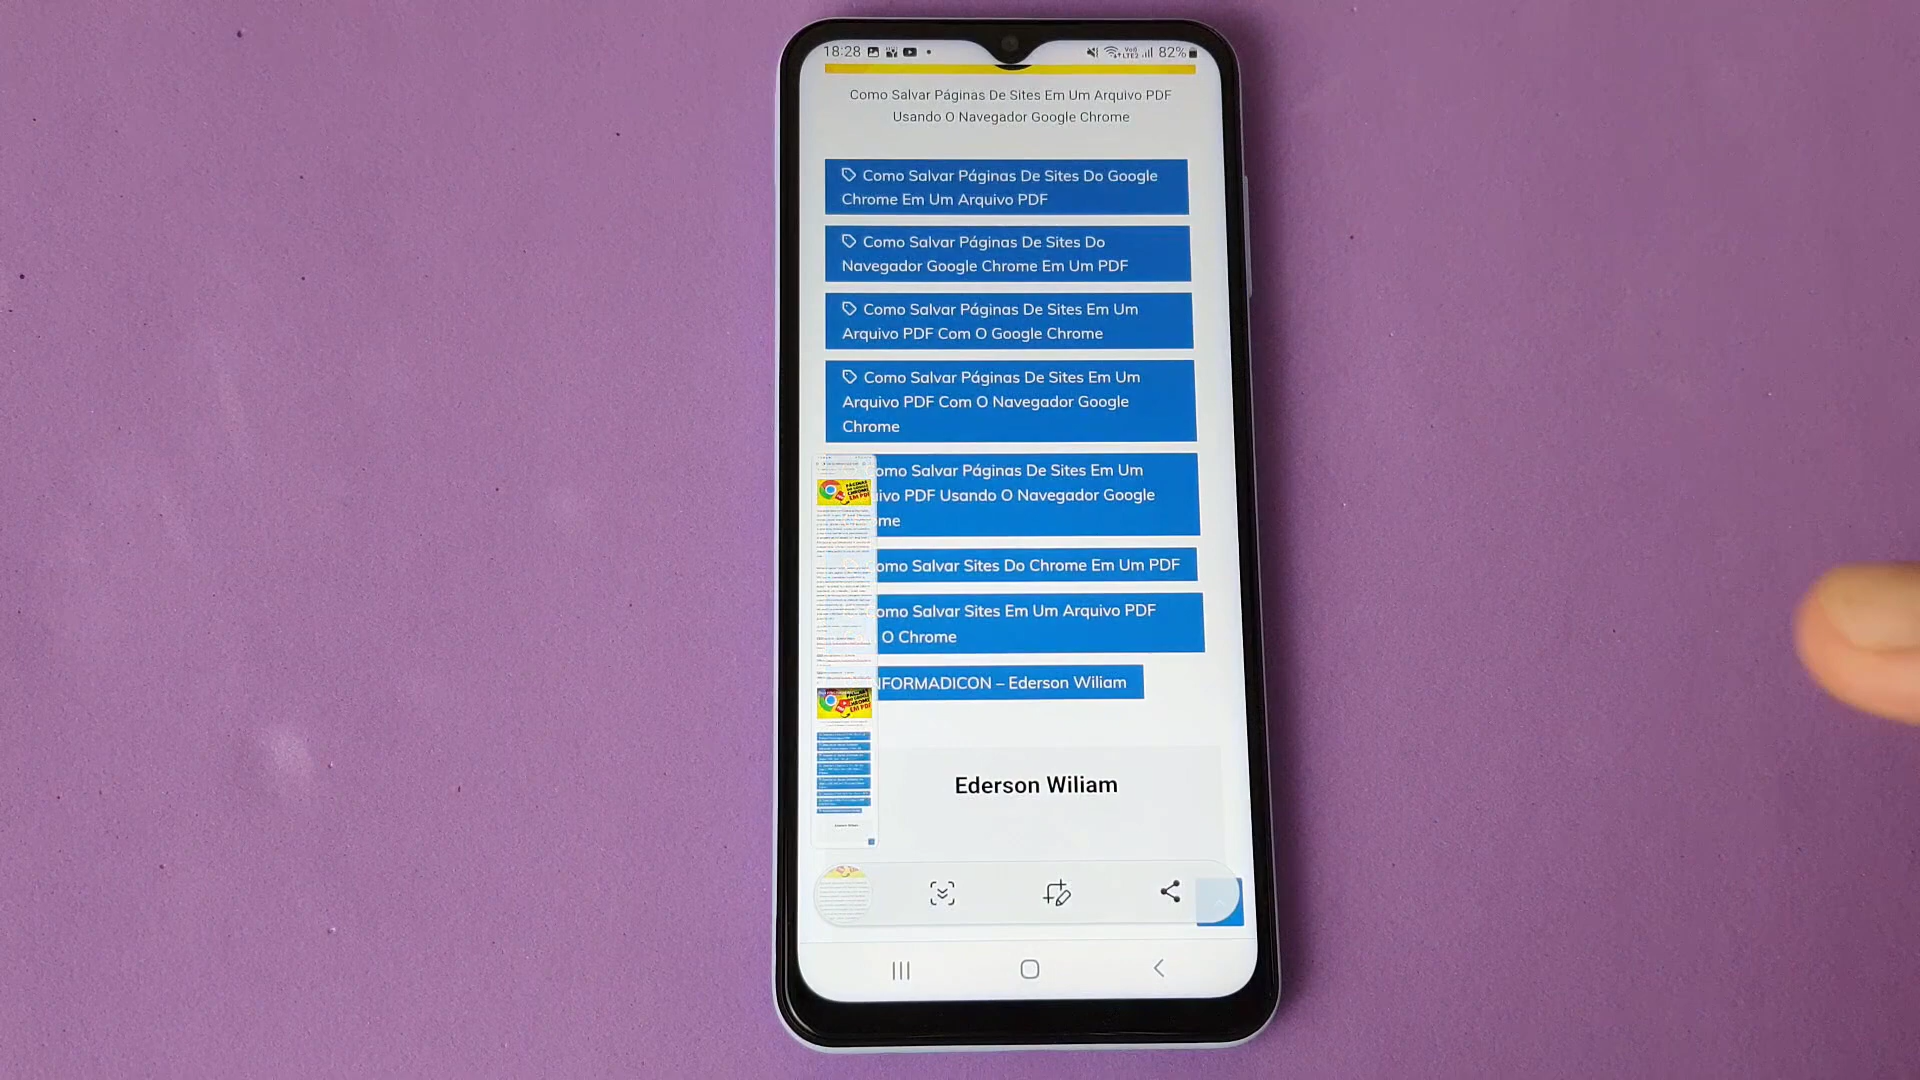 18:28
82%
Como Salvar Páginas De Sites Em Um Arquivo PDF
Usando O Navegador Google Chrome
Como Salvar Páginas De Sites Do Google
Chrome Em Um Arquivo PDF
Como Salvar Páginas De Sites Do
Navegador Google Chrome Em Um PDF
Como Salvar Páginas De Sites Em Um
Arquivo PDF Com O Google Chrome
Como Salvar Páginas De Sites Em Um
Arquivo PDF Com O Navegador Google
Chrome
omo Salvar Páginas De Sites Em Um
ivo PDF Usando O Navegador Google
me
omo Salvar Sites Do Chrome Em Um PDF
omo Salvar Sites Em Um Arquivo PDF
O Chrome
NFORMADICON – Ederson Wiliam
Ederson Wiliam